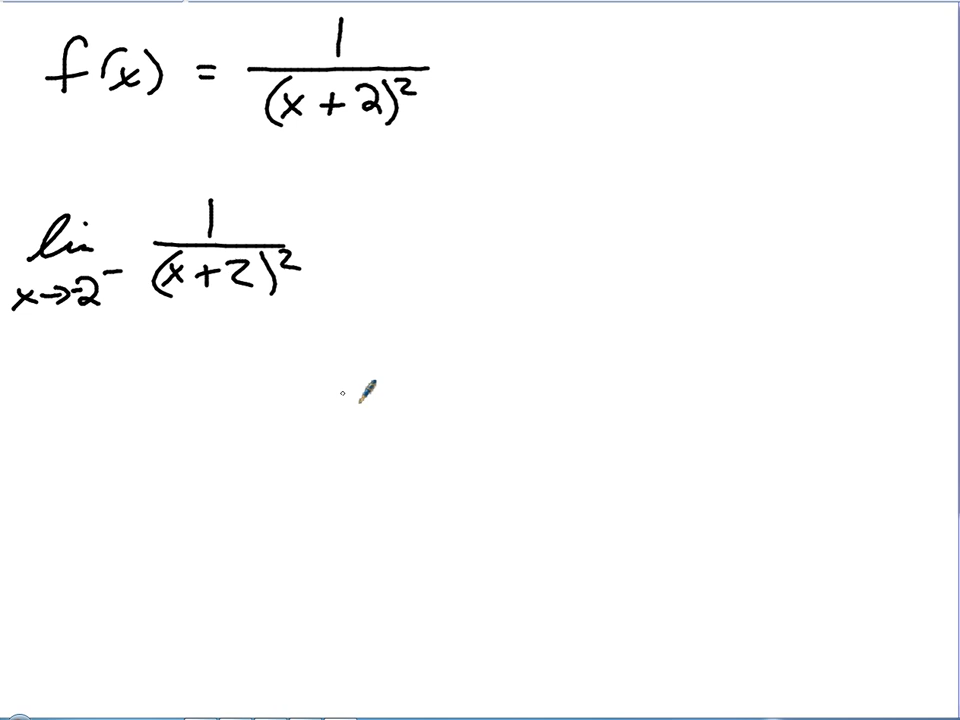 f(x) = 1/(x + 2)²
lim x→-2⁻ 1/(x+2)²